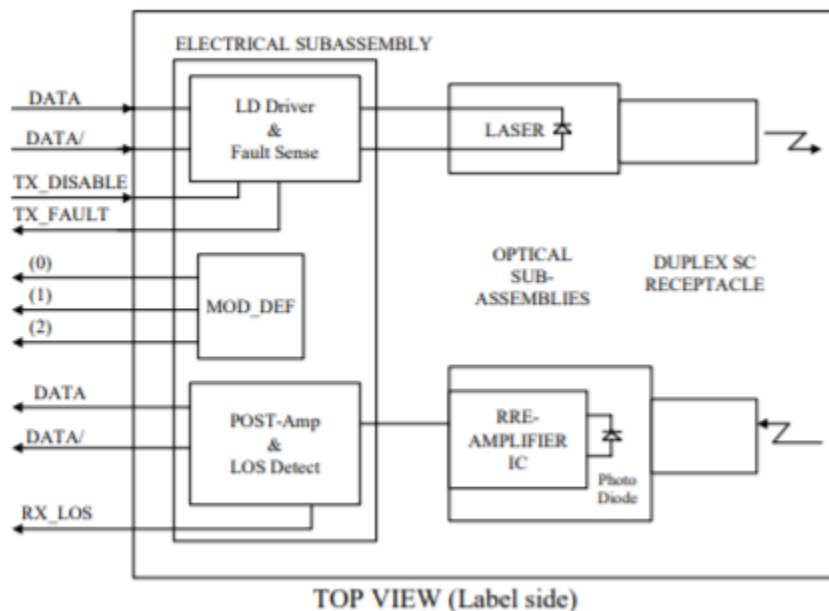 ELECTRICAL SUBASSEMBLY
DATA
DATA/
TX_DISABLE
TX_FAULT
LD Driver
&
Fault Sense
LASER
(0)
(1)
(2)
MOD_DEF
OPTICAL
SUB-
ASSEMBLIES
DUPLEX SC
RECEPTACLE
DATA
DATA/
RX_LOS
POST-Amp
&
LOS Detect
RRE-
AMPLIFIER
IC
Photo
Diode
TOP VIEW (Label side)